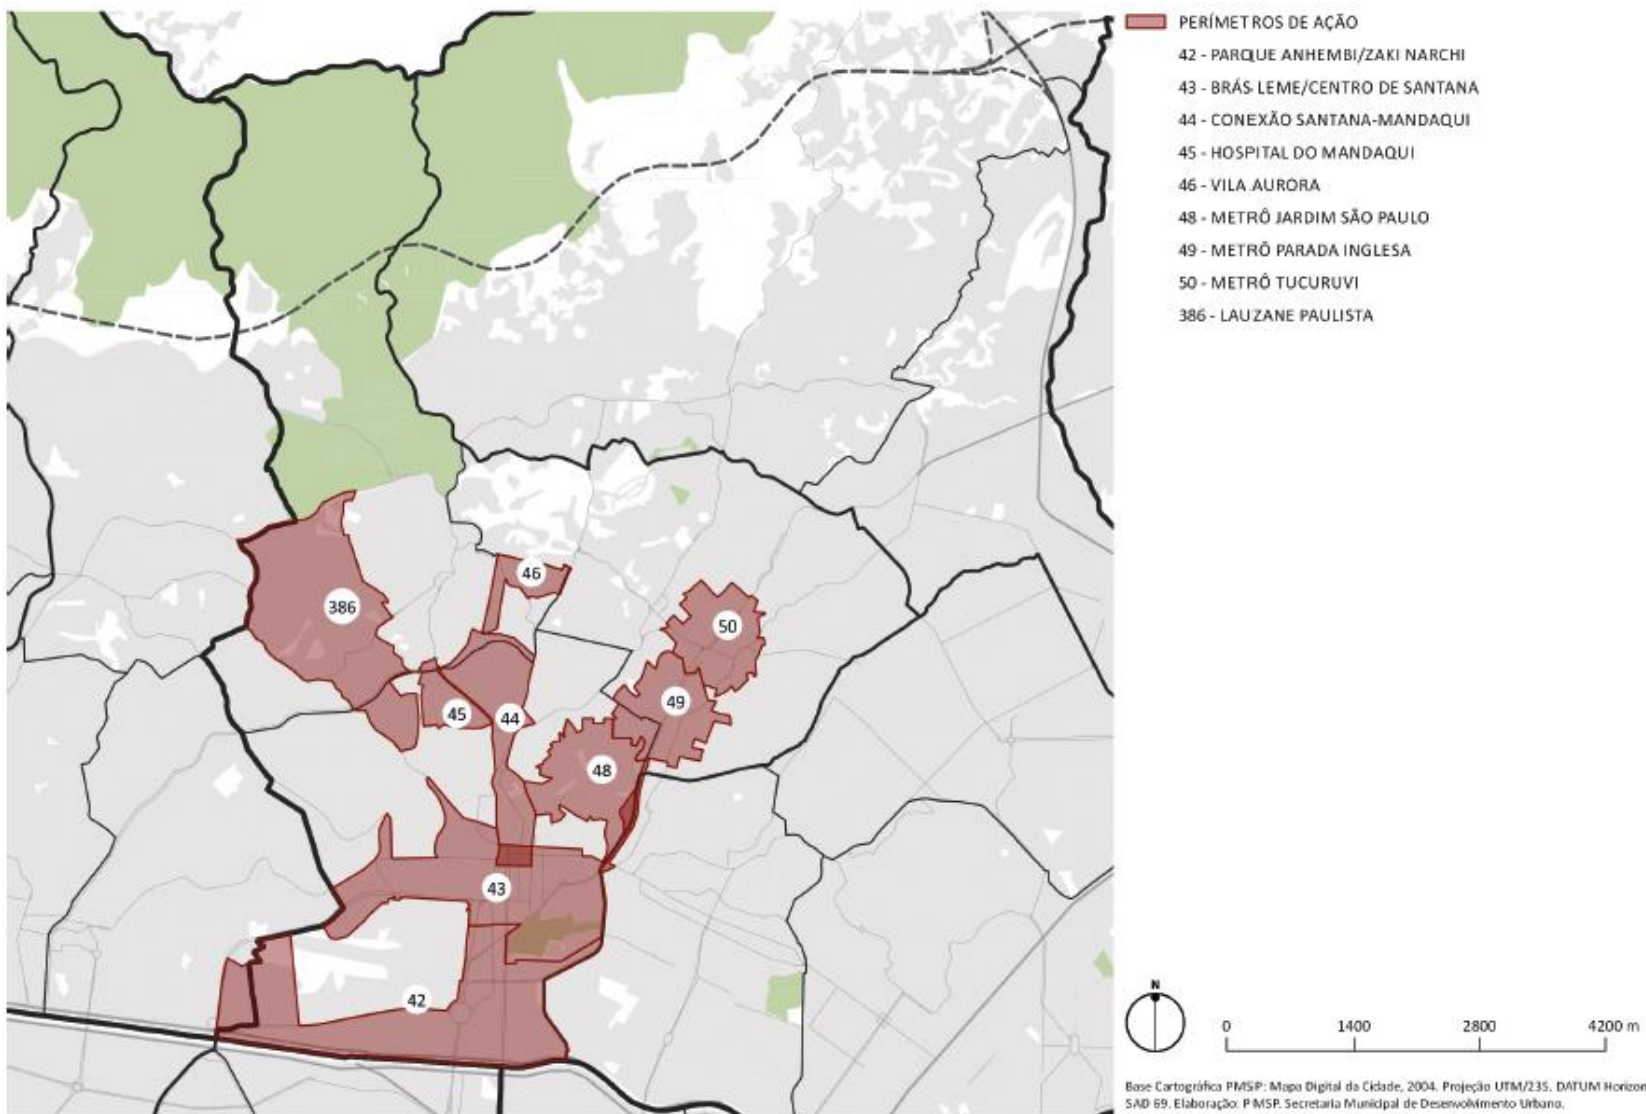 PERÍMETROS DE AÇÃO
42 - PARQUE ANHEMBI/ZAKI NARCHI
43 - BRÁS LEME/CENTRO DE SANTANA
44 - CONEXÃO SANTANA-MANDAQUI
45 - HOSPITAL DO MANDAQUI
46 - VILA AURORA
48 - METRÔ JARDIM SÃO PAULO
49 - METRÔ PARADA INGLESA
50 - METRÔ TUCURUVI
386 - LAUZANE PAULISTA
46
386
50
49
45
44
48
43
42
N
0 1400 2800 4200 m
Base Cartográfica PMSP: Mapa Digital da Cidade, 2004. Projeção UTM/23S. DATUM Horizon
SAD 69. Elaboração: PMSP. Secretaria Municipal de Desenvolvimento Urbano.